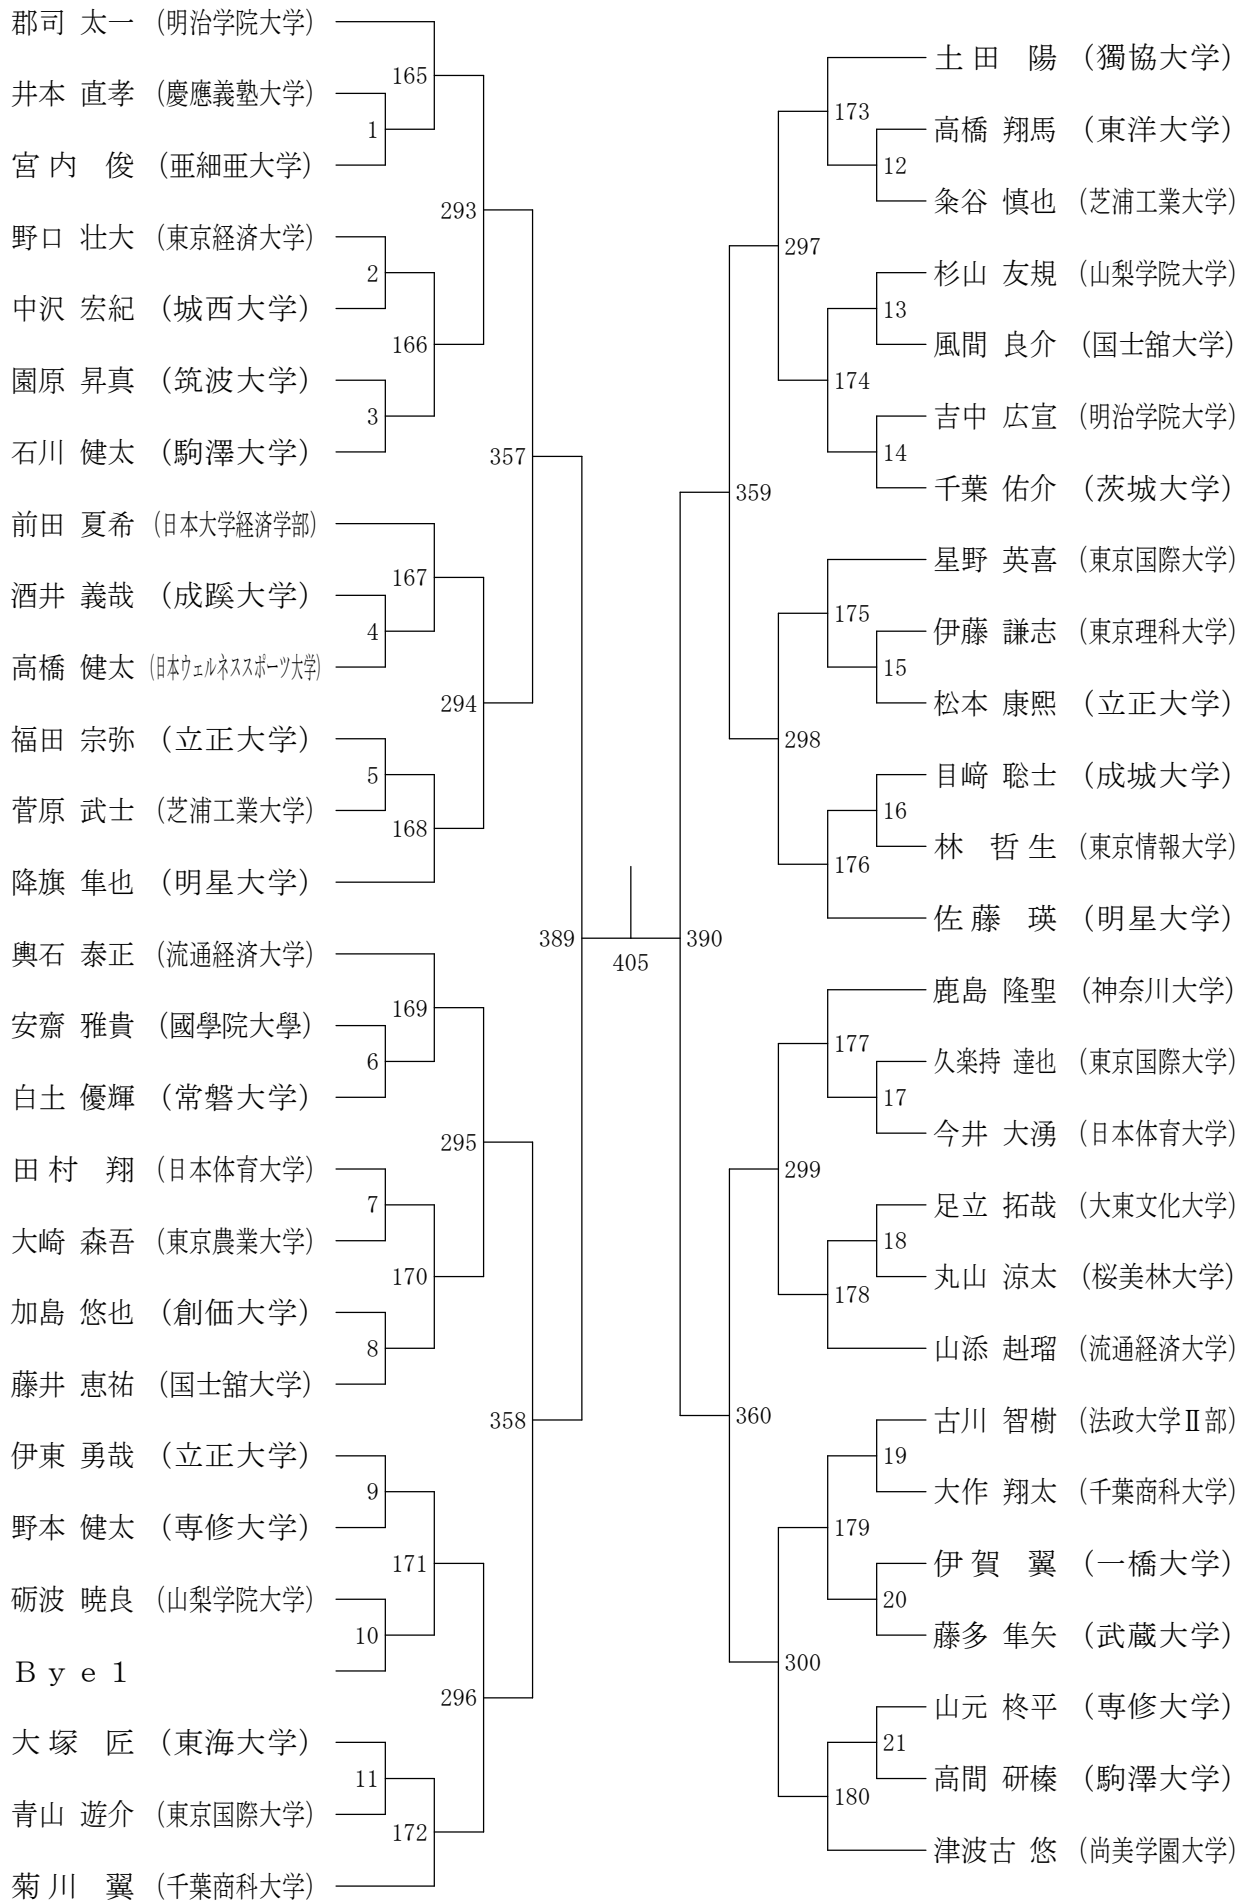 郡司 太一 (明治学院大学)
165
井本 直孝 (慶應義塾大学)
1
宮内 俊 (亜細亜大学)
293
野口 壮大 (東京経済大学)
2
中沢 宏紀 (城西大学)
166
園原 昇真 (筑波大学)
3
石川 健太 (駒澤大学)
357
前田 夏希 (日本大学経済学部)
167
酒井 義哉 (成蹊大学)
4
高橋 健太 (日本ウェルネススポーツ大学)
294
福田 宗弥 (立正大学)
5
菅原 武士 (芝浦工業大学)
168
降旗 隼也 (明星大学)
389
輿石 泰正 (流通経済大学)
169
安齋 雅貴 (國學院大學)
6
白土 優輝 (常磐大学)
295
田村 翔 (日本体育大学)
7
大崎 森吾 (東京農業大学)
170
加島 悠也 (創価大学)
8
藤井 恵祐 (国士舘大学)
358
伊東 勇哉 (立正大学)
9
野本 健太 (専修大学)
171
砺波 暁良 (山梨学院大学)
10
Bye1
296
大塚 匠 (東海大学)
11
青山 遊介 (東京国際大学)
172
菊川 翼 (千葉商科大学)
405
土田 陽 (獨協大学)
173
高橋 翔馬 (東洋大学)
12
粂谷 慎也 (芝浦工業大学)
297
杉山 友規 (山梨学院大学)
13
風間 良介 (国士舘大学)
174
吉中 広宣 (明治学院大学)
14
千葉 佑介 (茨城大学)
359
星野 英喜 (東京国際大学)
175
伊藤 謙志 (東京理科大学)
15
松本 康熙 (立正大学)
298
目﨑 聡士 (成城大学)
16
林 哲生 (東京情報大学)
176
佐藤 瑛 (明星大学)
390
鹿島 隆聖 (神奈川大学)
177
久楽持 達也 (東京国際大学)
17
今井 大湧 (日本体育大学)
299
足立 拓哉 (大東文化大学)
18
丸山 涼太 (桜美林大学)
178
山添 赳瑠 (流通経済大学)
360
古川 智樹 (法政大学Ⅱ部)
19
大作 翔太 (千葉商科大学)
179
伊賀 翼 (一橋大学)
20
藤多 隼矢 (武蔵大学)
300
山元 柊平 (専修大学)
21
高間 研榛 (駒澤大学)
180
津波古 悠 (尚美学園大学)